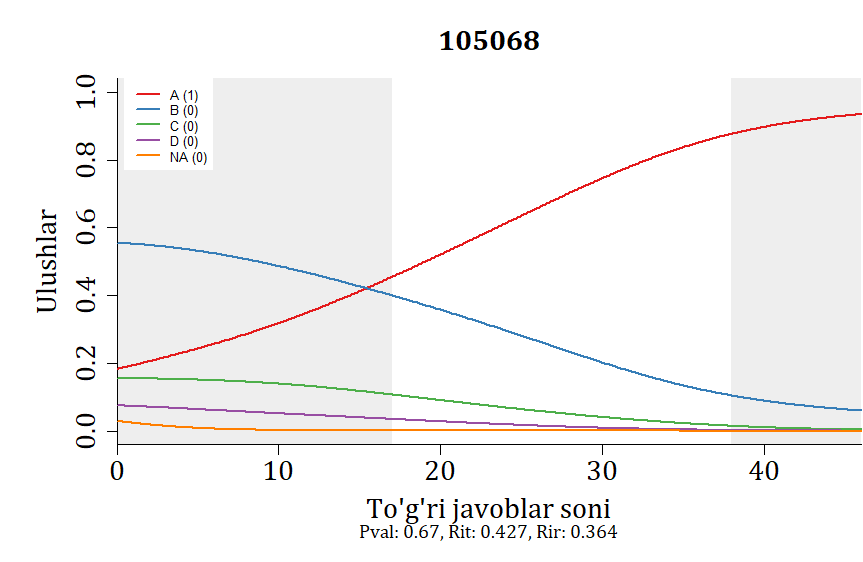 105068
A (1)
B (0)
C (0)
D (0)
NA (0)
Ulushlar
1.0
0.8
0.6
0.4
0.2
0.0
0 10 20 30 40
To'g'ri javoblar soni
Pval: 0.67, Rit: 0.427, Rir: 0.364